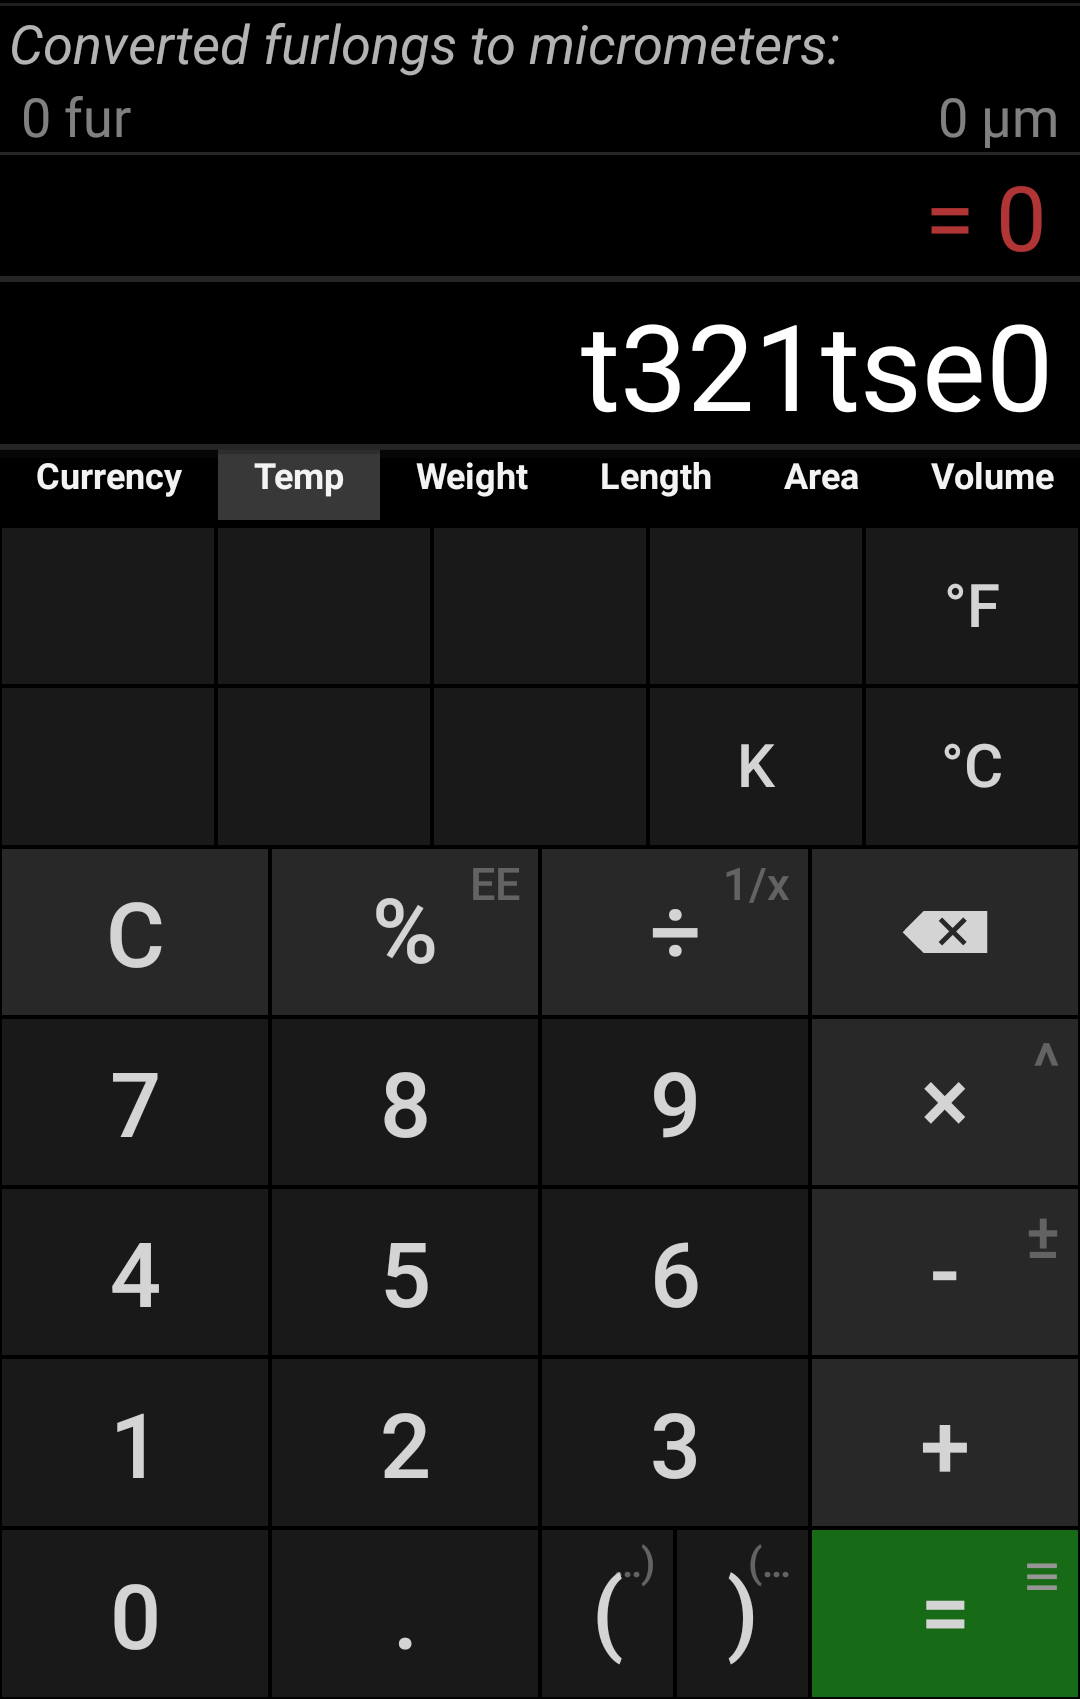 Converted furlongs to micrometers:
0 fur 0 µm
= 0
t321tse0
Currency Temp Weight Length Area Volume
°F
K °C
C % EE ÷ 1/x
7 8 9 × ^
4 5 6 - ±
1 2 3 +
0 . ( ..) ) (... = ≡